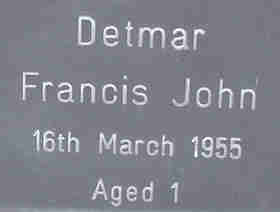 Detmar
Francis John
16th March 1955
Aged 1